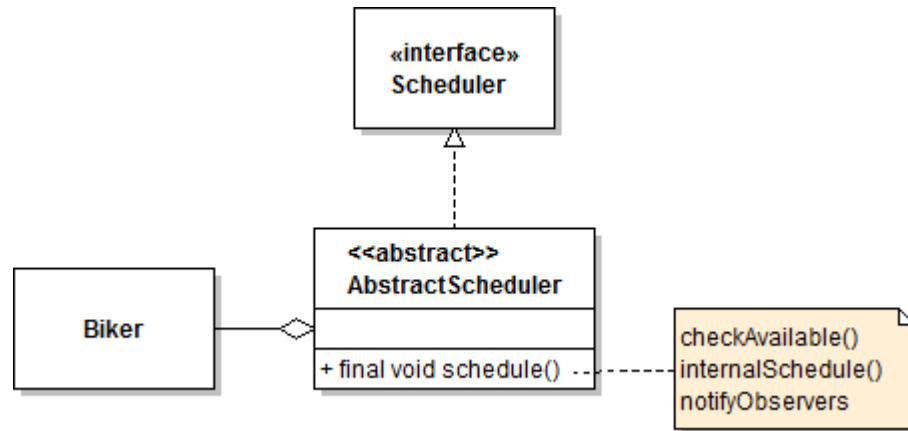 «interface»
Scheduler
<<abstract>>
AbstractScheduler
Biker
+ final void schedule()
checkAvailable()
internalSchedule()
notifyObservers